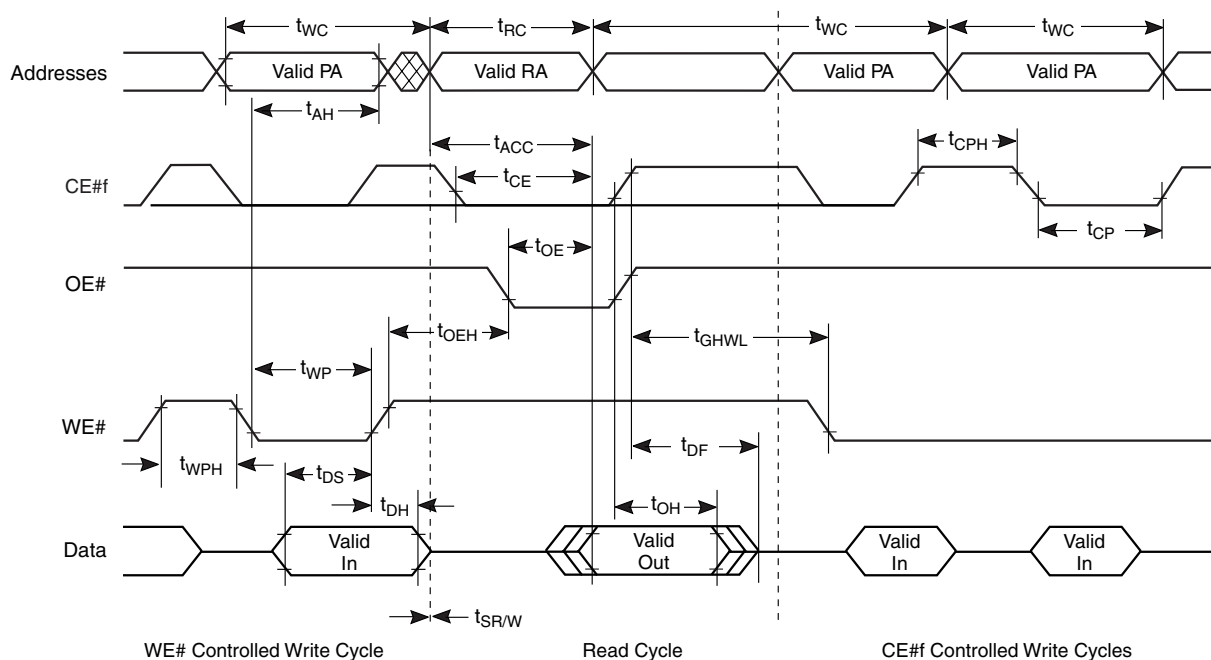 tWC tRC tWC tWC
Addresses Valid PA Valid RA Valid PA Valid PA
tAH
tACC tCPH
CE#f tCE
tOE tCP
OE#
tOEH tGHWL
tWP
WE#
tWPH tDS tDF
tDH tOH
Data Valid In Valid Out Valid In Valid In
tSR/W
WE# Controlled Write Cycle Read Cycle CE#f Controlled Write Cycles